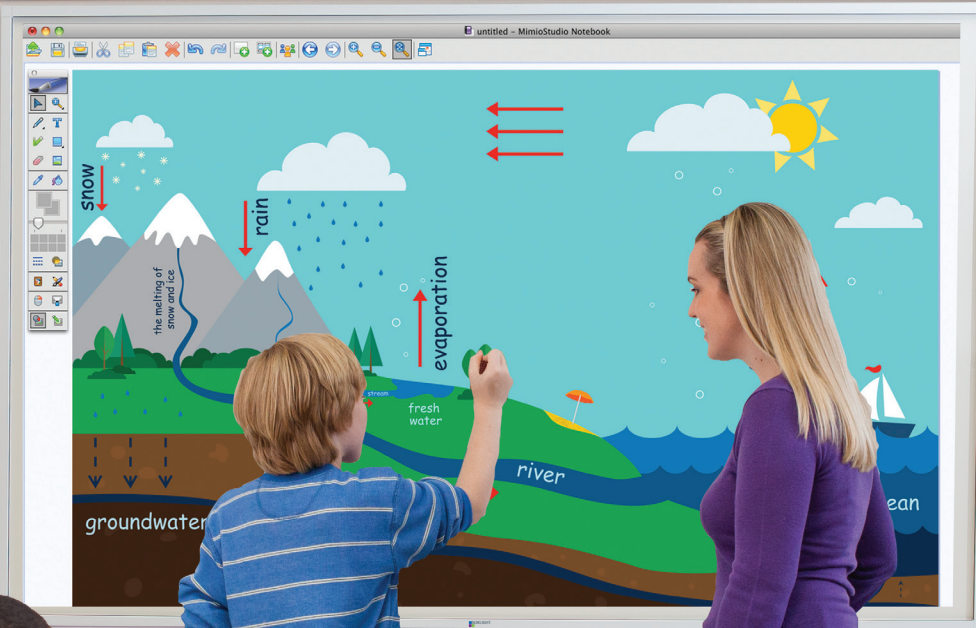 untitled – MimioStudio Notebook
snow
rain
the melting of
snow and ice
evaporation
stream
fresh
water
river
groundwater
ean